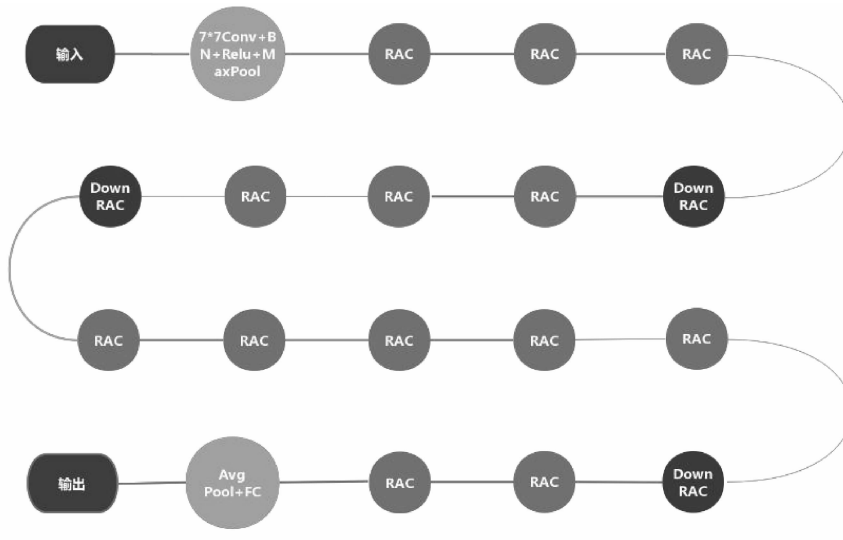 输入
7*7Conv+B
N+Relu+M
axPool
RAC
RAC
RAC
Down
RAC
RAC
RAC
RAC
Down
RAC
RAC
RAC
RAC
RAC
RAC
输出
Avg
Pool+FC
RAC
RAC
Down
RAC